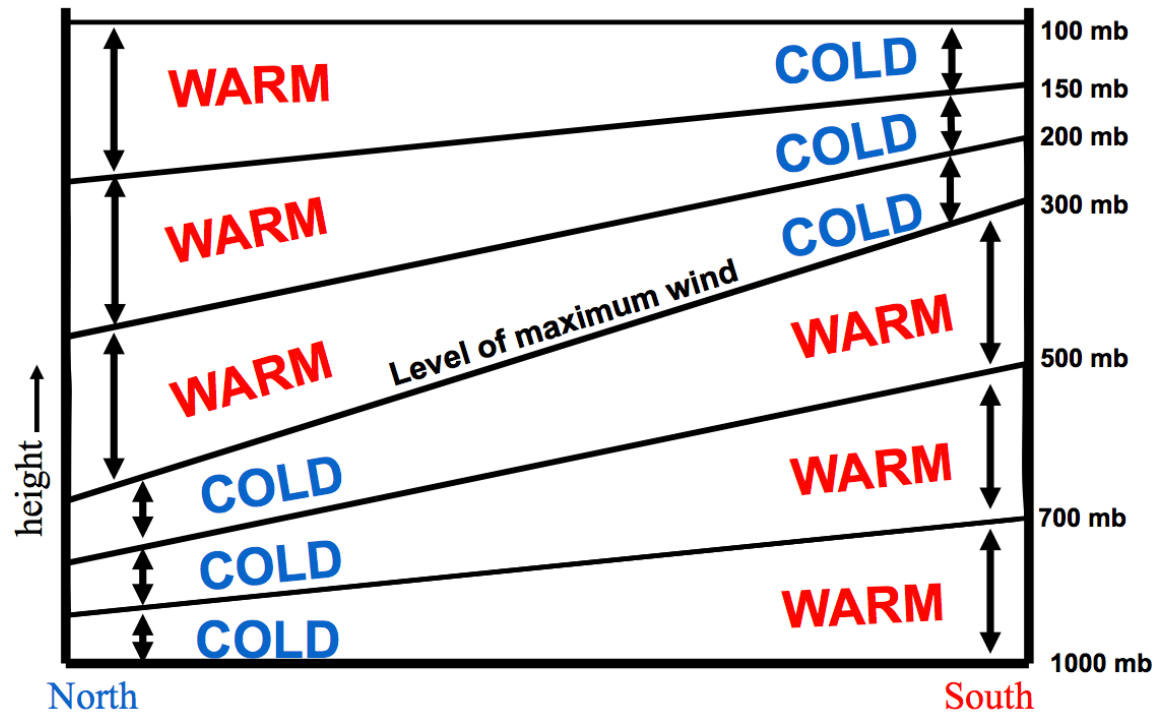 100 mb
WARM
COLD
150 mb
COLD
200 mb
WARM
COLD
300 mb
Level of maximum wind
WARM
WARM
500 mb
height
COLD
WARM
700 mb
COLD
WARM
COLD
1000 mb
North
South